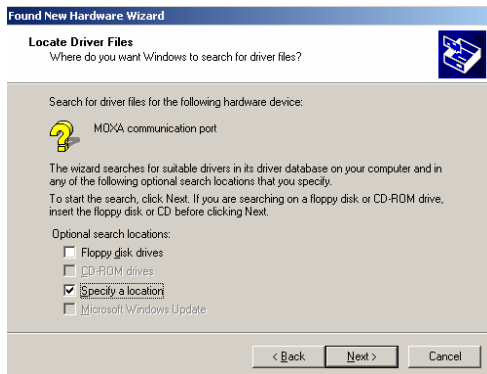 Found New Hardware Wizard
Locate Driver Files
Where do you want Windows to search for driver files?
Search for driver files for the following hardware device:
MOXA communication port
The wizard searches for suitable drivers in its driver database on your computer and in
any of the following optional search locations that you specify.
To start the search, click Next. If you are searching on a floppy disk or CD-ROM drive,
insert the floppy disk or CD before clicking Next.
Optional search locations:
Floppy disk drives
CD-ROM drives
Specify a location
Microsoft Windows Update
< Back Next > Cancel